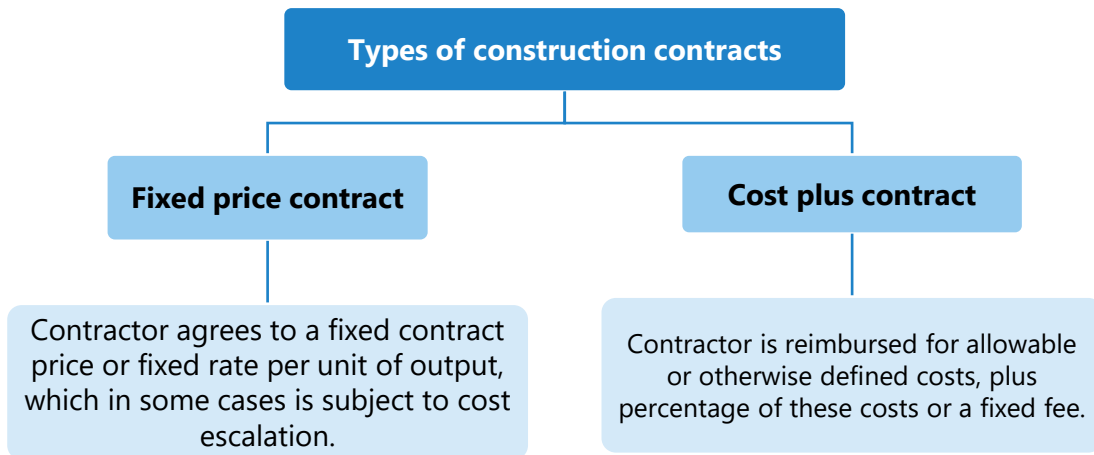 Types of construction contracts
Fixed price contract
Cost plus contract
Contractor agrees to a fixed contract
price or fixed rate per unit of output,
which in some cases is subject to cost
escalation.
Contractor is reimbursed for allowable
or otherwise defined costs, plus
percentage of these costs or a fixed fee.